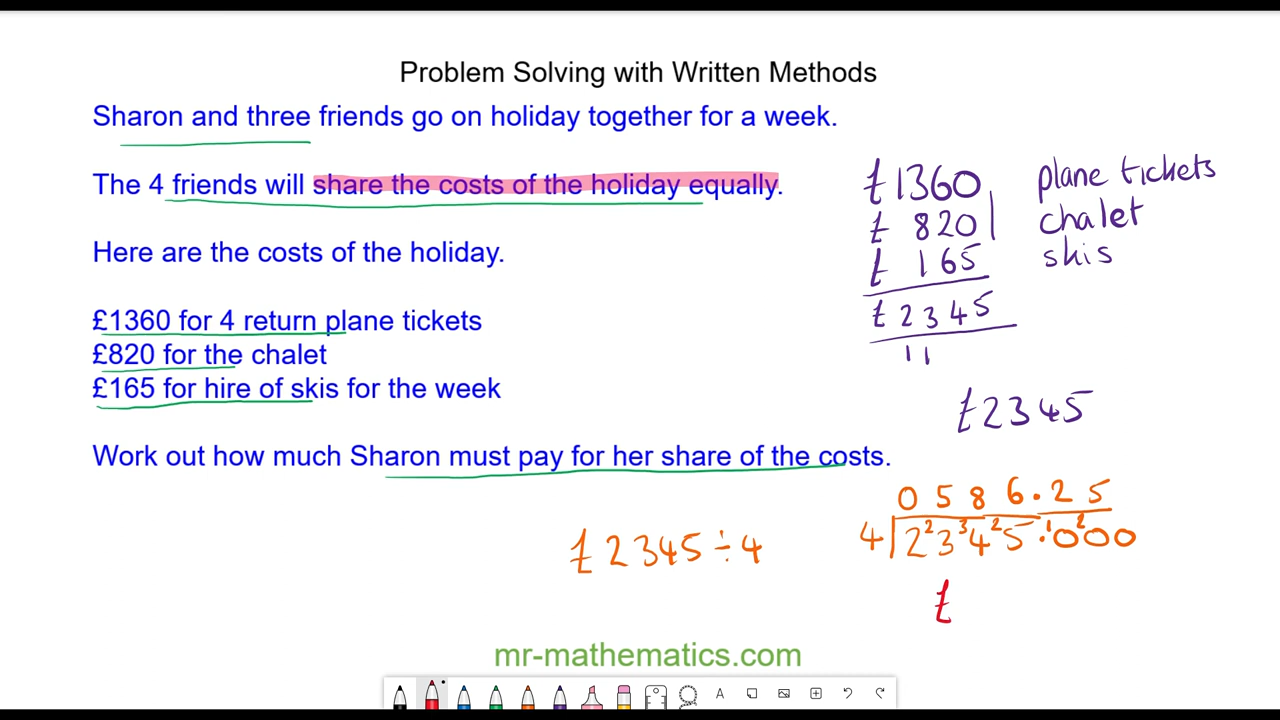 Problem Solving with Written Methods
Sharon and three friends go on holiday together for a week.
The 4 friends will share the costs of the holiday equally.
Here are the costs of the holiday.
£1360 for 4 return plane tickets
£820 for the chalet
£165 for hire of skis for the week
Work out how much Sharon must pay for her share of the costs.
£1360 plane tickets
£ 820 chalet
£ 165 skis
£2345
11
£2345
£2345 ÷ 4
0586.25
4 2²3³4²5.¹0²00
£
mr-mathematics.com
A